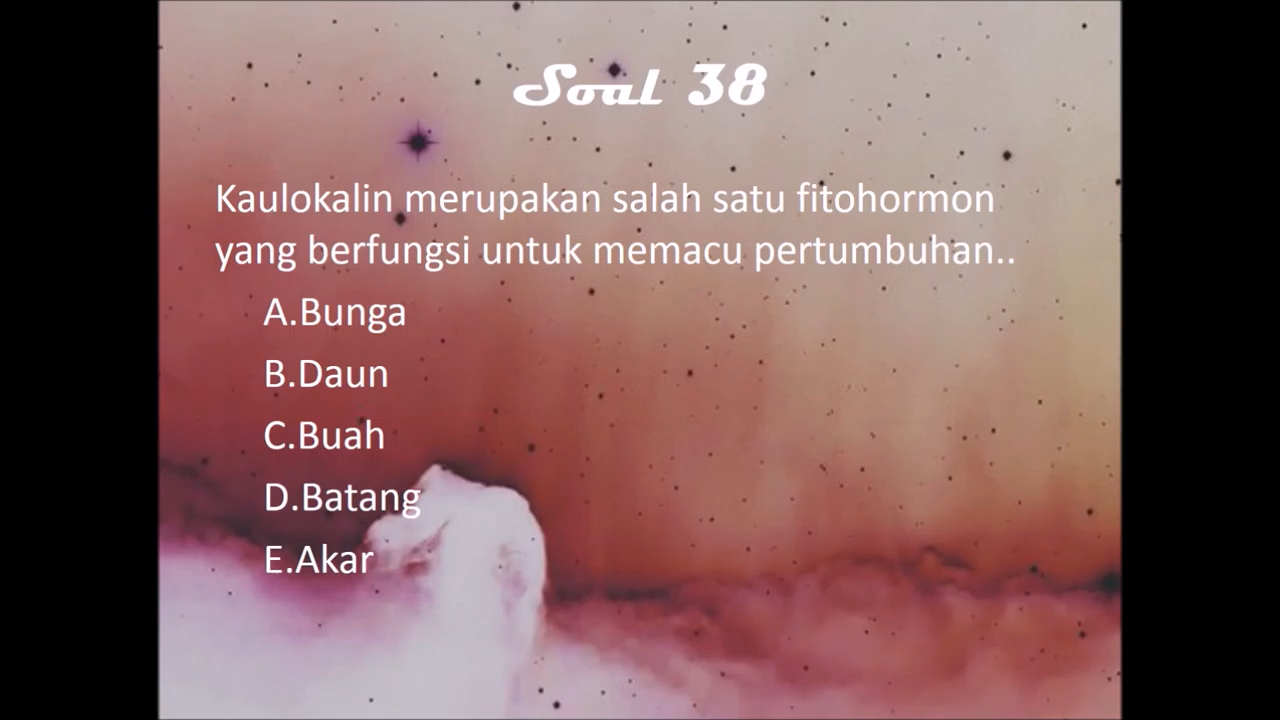 Soal 38
Kaulokalin merupakan salah satu fitohormon
yang berfungsi untuk memacu pertumbuhan..
A.Bunga
B.Daun
C.Buah
D.Batang
E.Akar